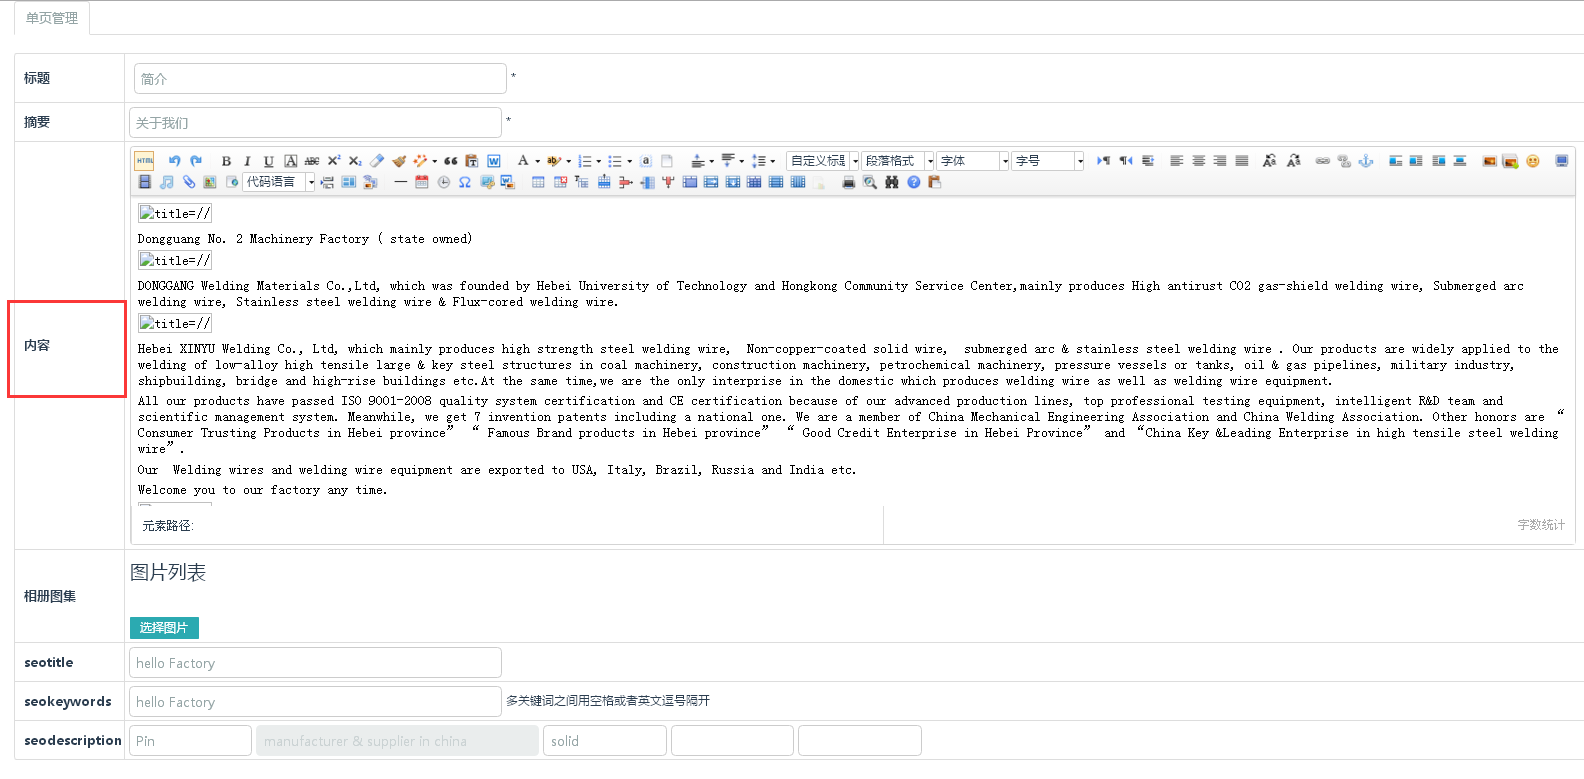 单页管理
标题
简介
*
摘要
关于我们
*
HTML
B I U A ABC X² X₂
自定义标题
段落格式
字体
字号
代码语言
内容
title=//
Dongguang No. 2 Machinery Factory ( state owned)
title=//
DONGGANG Welding Materials Co.,Ltd, which was founded by Hebei University of Technology and Hongkong Community Service Center,mainly produces High antirust CO2 gas-shield welding wire, Submerged arc
welding wire, Stainless steel welding wire & Flux-cored welding wire.
title=//
Hebei XINYU Welding Co., Ltd, which mainly produces high strength steel welding wire,  Non-copper-coated solid wire,  submerged arc & stainless steel welding wire . Our products are widely applied to the
welding of low-alloy high tensile large & key steel structures in coal machinery, construction machinery, petrochemical machinery, pressure vessels or tanks, oil & gas pipelines, military industry,
shipbuilding, bridge and high-rise buildings etc.At the same time,we are the only interprise in the domestic which produces welding wire as well as welding wire equipment.
All our products have passed ISO 9001-2008 quality system certification and CE certification because of our advanced production lines, top professional testing equipment, intelligent R&D team and
scientific management system. Meanwhile, we get 7 invention patents including a national one. We are a member of China Mechanical Engineering Association and China Welding Association. Other honors are “
Consumer Trusting Products in Hebei province” “ Famous Brand products in Hebei province” “ Good Credit Enterprise in Hebei Province” and “China Key &Leading Enterprise in high tensile steel welding
wire”.
Our  Welding wires and welding wire equipment are exported to USA, Italy, Brazil, Russia and India etc.
Welcome you to our factory any time.
元素路径:
字数统计
相册图集
图片列表
选择图片
seotitle
hello Factory
seokeywords
hello Factory
多关键词之间用空格或者英文逗号隔开
seodescription
Pin
manufacturer & supplier in china
solid